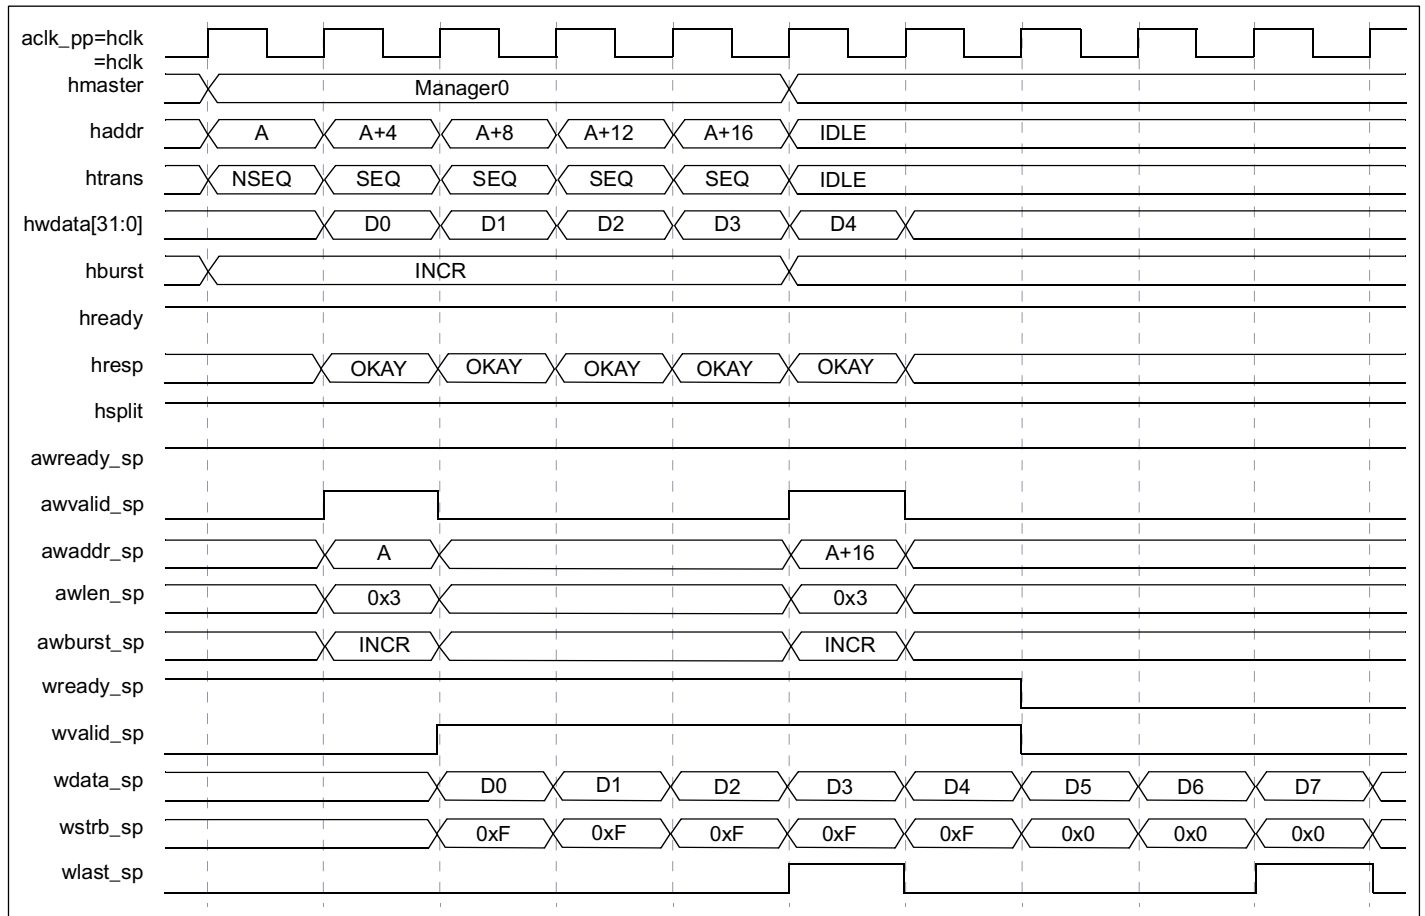 aclk_pp=hclk
=hclk
hmaster Manager0
haddr A A+4 A+8 A+12 A+16 IDLE
htrans NSEQ SEQ SEQ SEQ SEQ IDLE
hwdata[31:0] D0 D1 D2 D3 D4
hburst INCR
hready
hresp OKAY OKAY OKAY OKAY OKAY
hsplit
awready_sp
awvalid_sp
awaddr_sp A A+16
awlen_sp 0x3 0x3
awburst_sp INCR INCR
wready_sp
wvalid_sp
wdata_sp D0 D1 D2 D3 D4 D5 D6 D7
wstrb_sp 0xF 0xF 0xF 0xF 0xF 0x0 0x0 0x0
wlast_sp